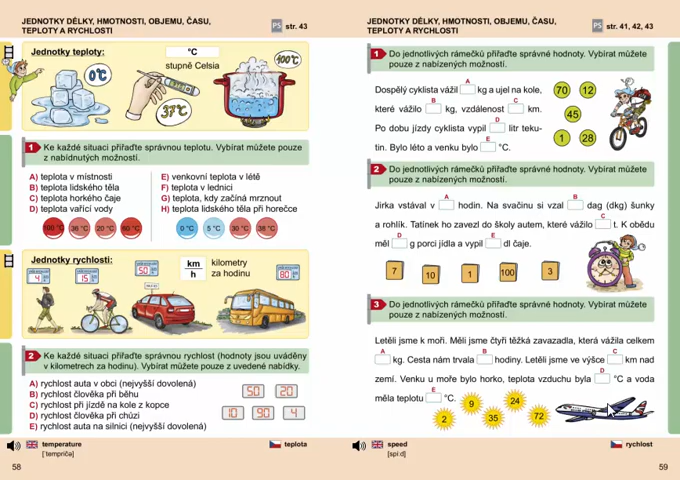 JEDNOTKY DÉLKY, HMOTNOSTI, OBJEMU, ČASU,
TEPLOTY A RYCHLOSTI
PS str. 43
Jednotky teploty:
°C
stupně Celsia
0°C
37°C
100°C
1 Ke každé situaci přiřaďte správnou teplotu. Vybírat můžete pouze
z nabídnutých možností.
A) teplota v místnosti
B) teplota lidského těla
C) teplota horkého čaje
D) teplota vařící vody
E) venkovní teplota v létě
F) teplota v lednici
G) teplota, kdy začíná mrznout
H) teplota lidského těla při horečce
100 °C 36 °C 20 °C 60 °C 0 °C 5 °C 30 °C 38 °C
Jednotky rychlosti:
km
h
kilometry
za hodinu
4 15 50 80
2 Ke každé situaci přiřaďte správnou rychlost (hodnoty jsou uváděny
v kilometrech za hodinu). Vybírat můžete pouze z uvedené nabídky.
A) rychlost auta v obci (nejvyšší dovolená)
B) rychlost člověka při běhu
C) rychlost při jízdě na kole z kopce
D) rychlost člověka při chůzi
E) rychlost auta na silnici (nejvyšší dovolená)
50 20
10 90 4
temperature
[ˈtempričə]
teplota
58
JEDNOTKY DÉLKY, HMOTNOSTI, OBJEMU, ČASU,
TEPLOTY A RYCHLOSTI
PS str. 41, 42, 43
1 Do jednotlivých rámečků přiřaďte správné hodnoty. Vybírat můžete
pouze z nabízených možností.
Dospělý cyklista vážil A kg a ujel na kole,
které vážilo B kg, vzdálenost C km.
Po dobu jízdy cyklista vypil D litr teku-
tin. Bylo léto a venku bylo E °C.
70 12
45
1 28
2 Do jednotlivých rámečků přiřaďte správné hodnoty. Vybírat můžete
pouze z nabízených možností.
Jirka vstával v A hodin. Na svačinu si vzal B dag (dkg) šunky
a rohlík. Tatínek ho zavezl do školy autem, které vážilo C t. K obědu
měl D g porci jídla a vypil E dl čaje.
7 10 1 100 3
3 Do jednotlivých rámečků přiřaďte správné hodnoty. Vybírat můžete
pouze z nabízených možností.
Letěli jsme k moři. Měli jsme čtyři těžká zavazadla, která vážila celkem
A kg. Cesta nám trvala B hodiny. Letěli jsme ve výšce C km nad
zemí. Venku u moře bylo horko, teplota vzduchu byla D °C a voda
měla teplotu E °C.
9 24
2 35 72
speed
[spi:d]
rychlost
59